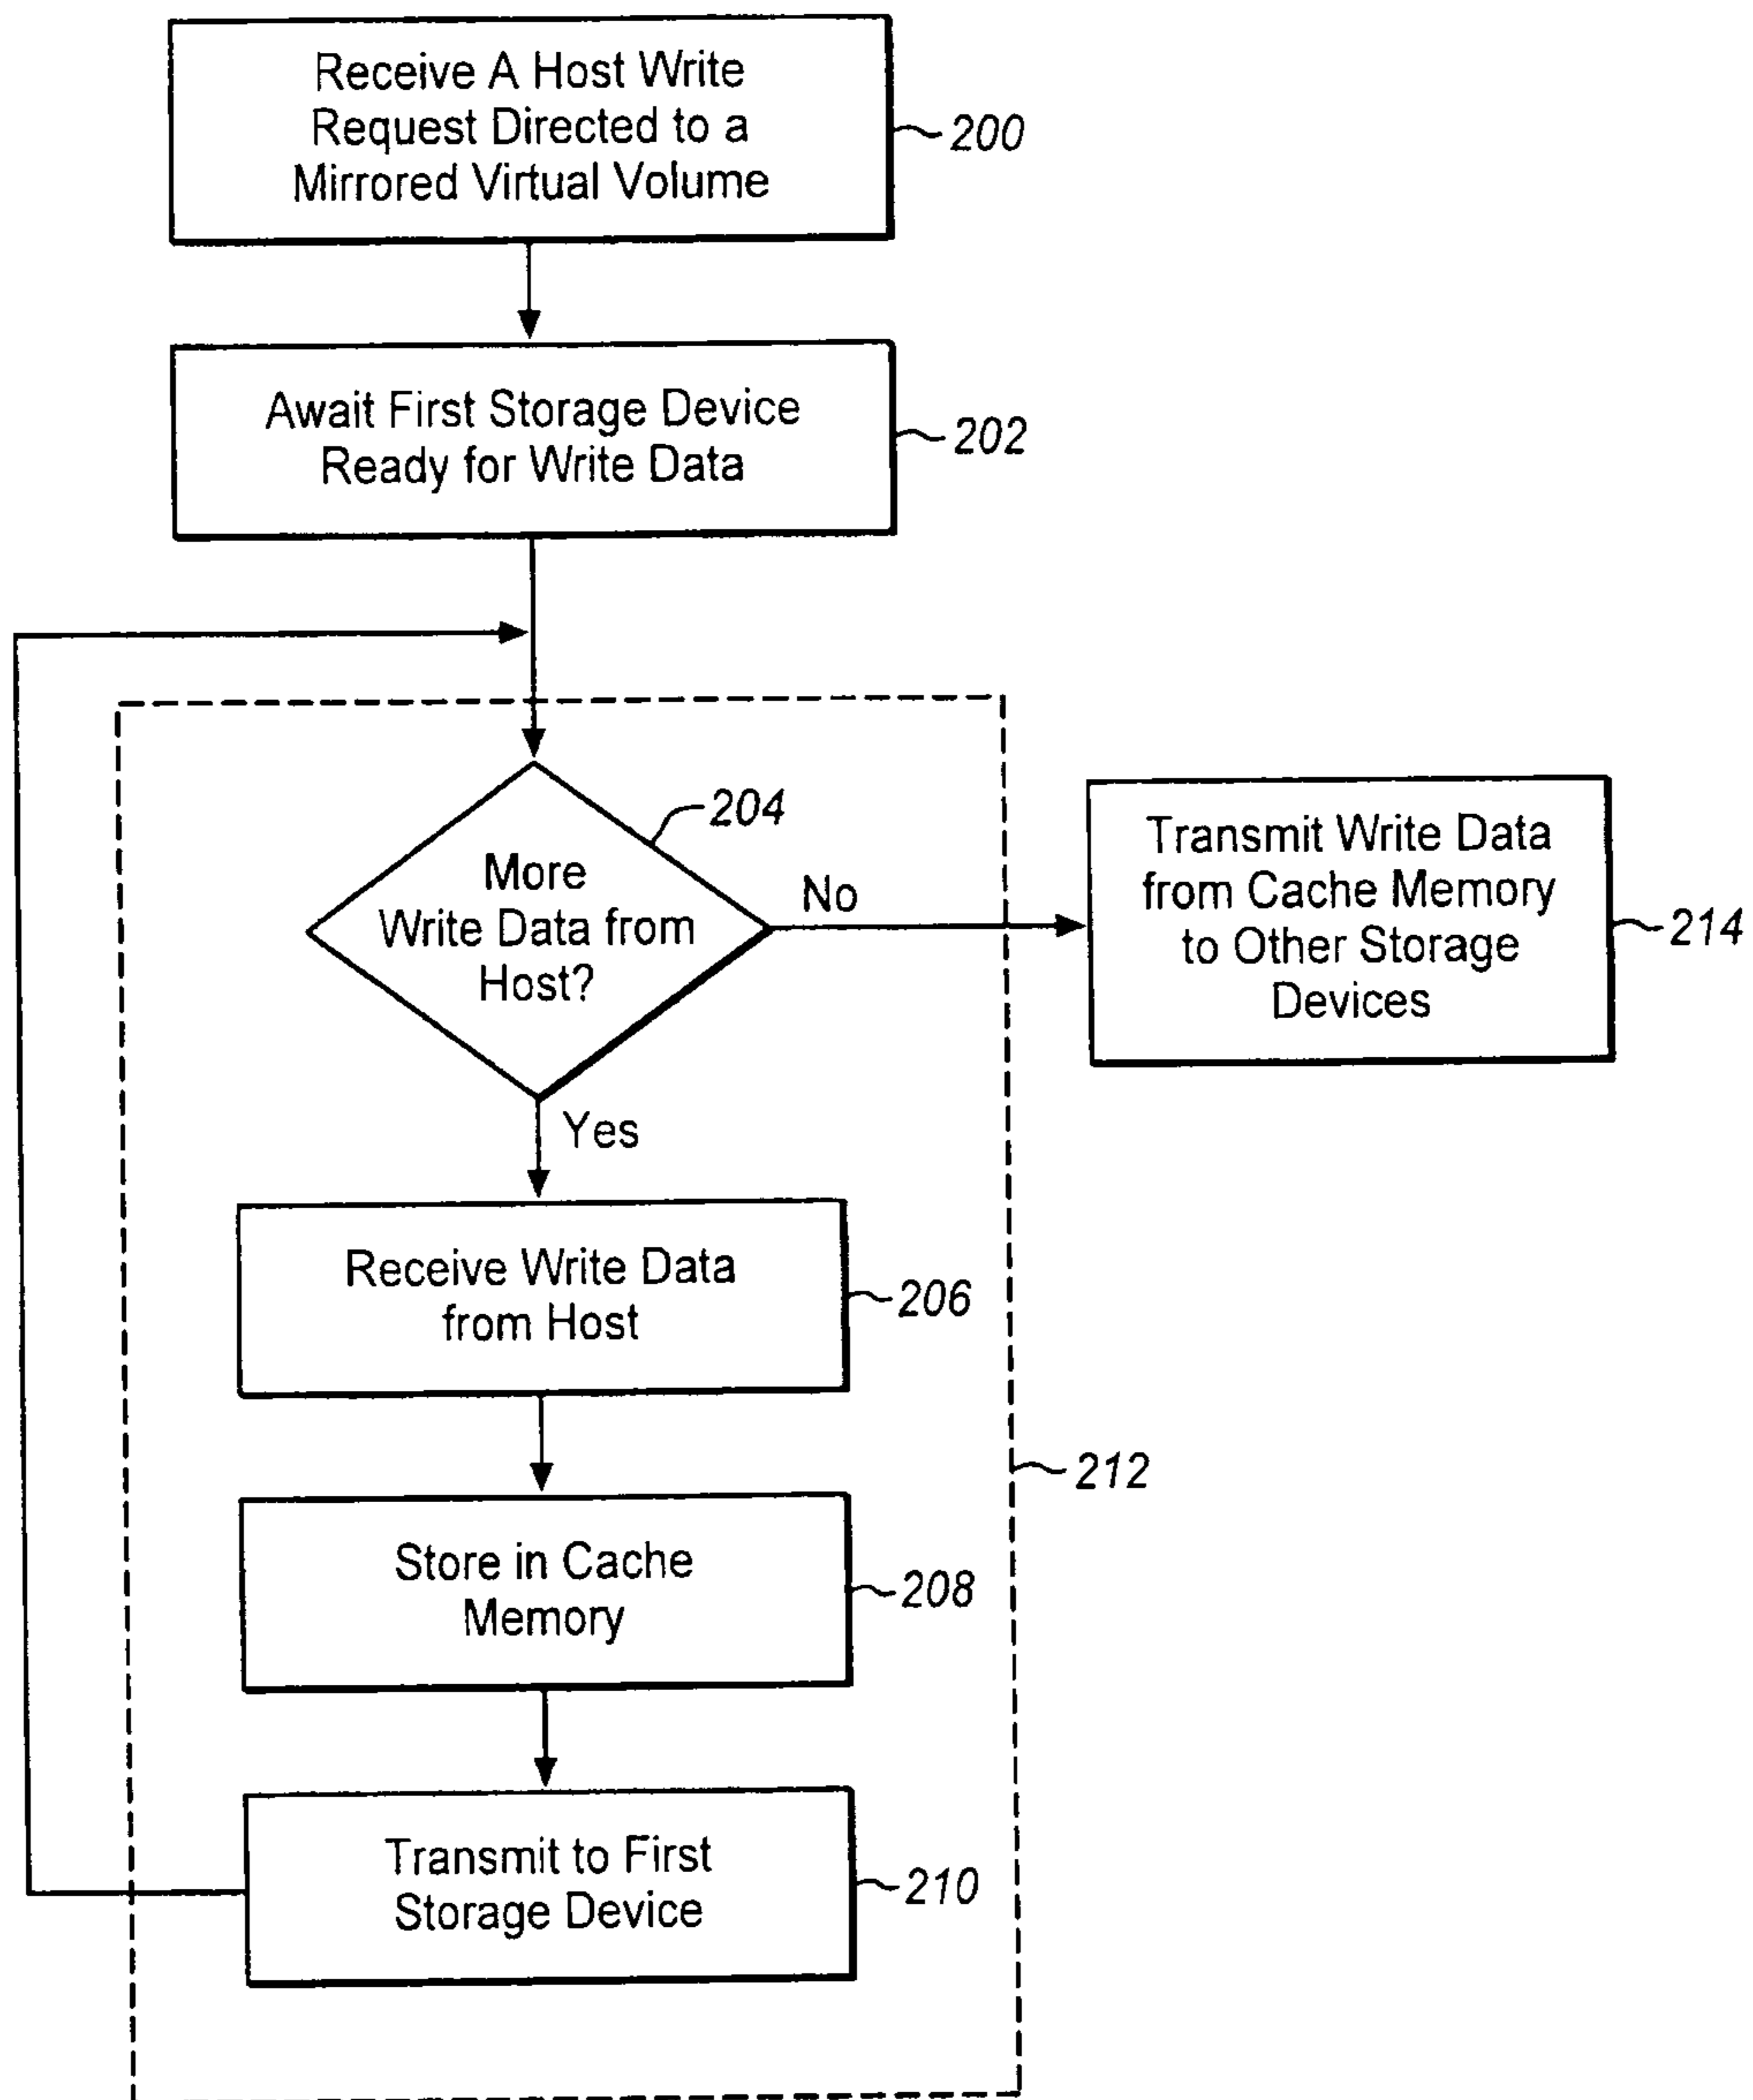 Receive A Host Write
Request Directed to a
Mirrored Virtual Volume
200
Await First Storage Device
Ready for Write Data
202
204
More
Write Data from
Host?
No
Yes
Transmit Write Data
from Cache Memory
to Other Storage
Devices
214
Receive Write Data
from Host
206
212
Store in Cache
Memory
208
Transmit to First
Storage Device
210